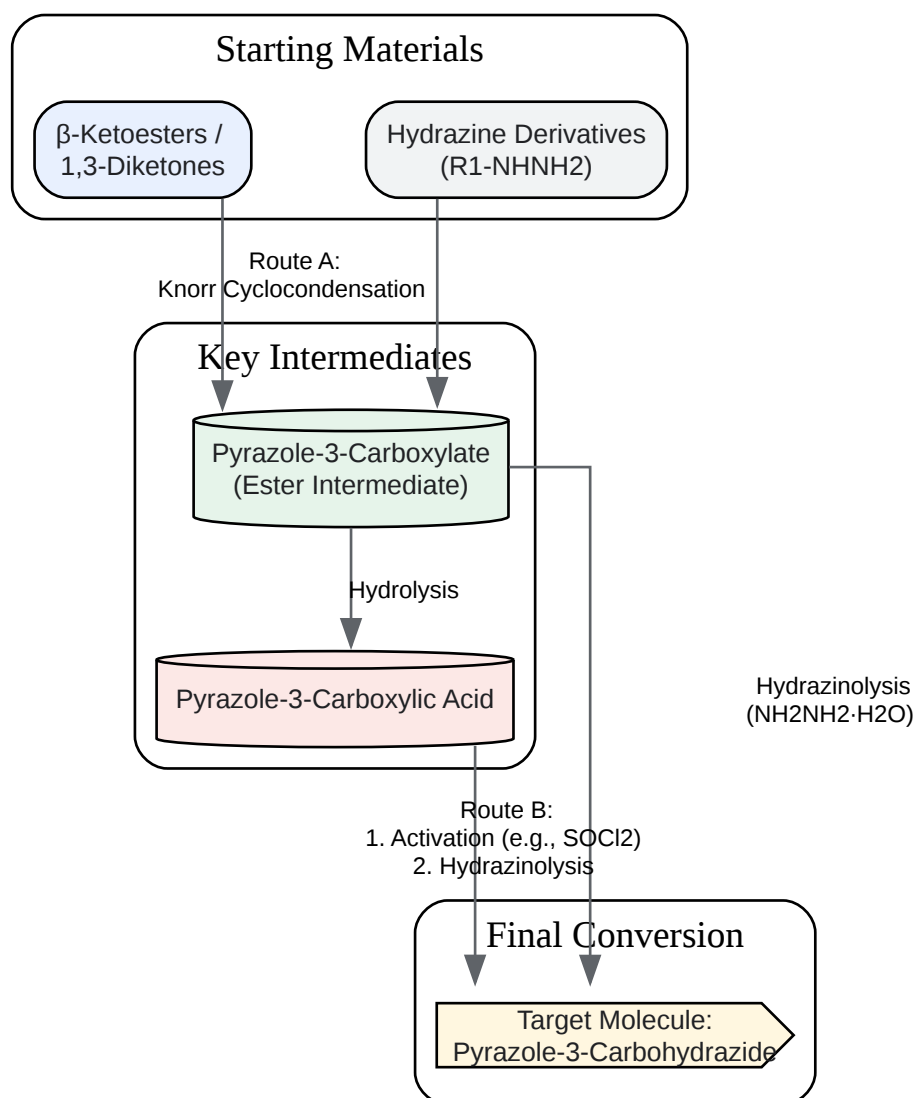 Starting Materials
β-Ketoesters /
1,3-Diketones
Hydrazine Derivatives
(R1-NHNH2)
Route A:
Knorr Cyclocondensation
Key Intermediates
Pyrazole-3-Carboxylate
(Ester Intermediate)
Hydrolysis
Pyrazole-3-Carboxylic Acid
Hydrazinolysis
(NH2NH2·H2O)
Route B:
1. Activation (e.g., SOCl2)
2. Hydrazinolysis
Final Conversion
Target Molecule:
Pyrazole-3-Carbohydrazide